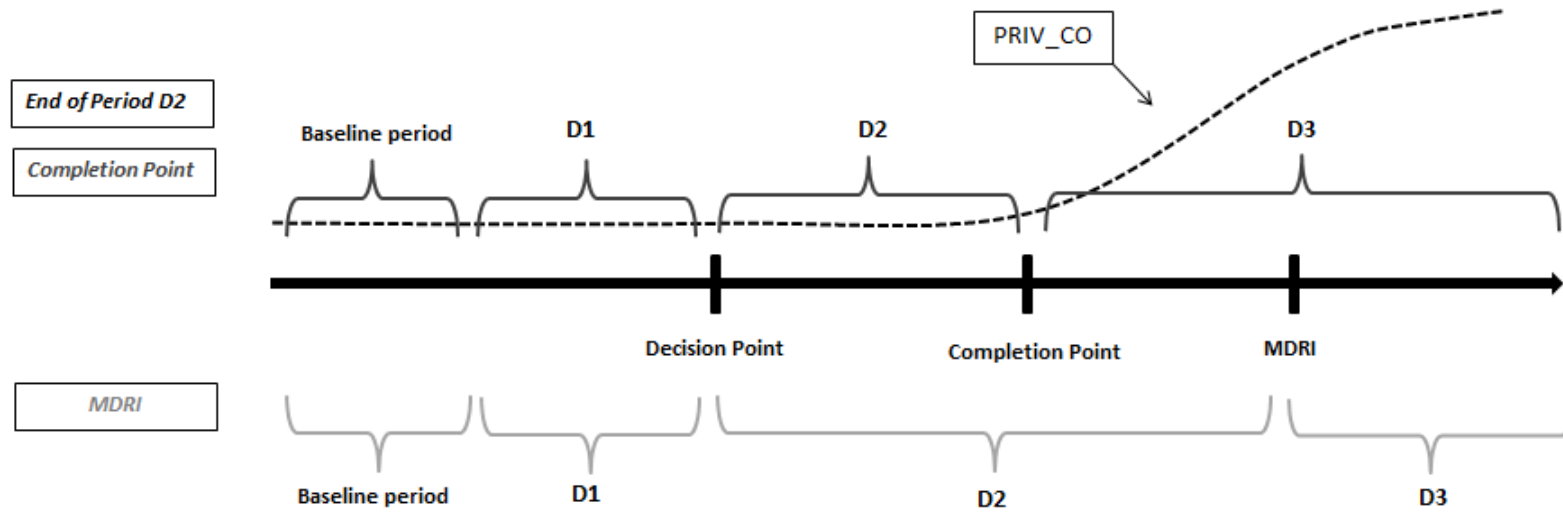 PRIV_CO
End of Period D2
Baseline period
D1
D2
D3
Completion Point
Decision Point
Completion Point
MDRI
MDRI
Baseline period
D1
D2
D3